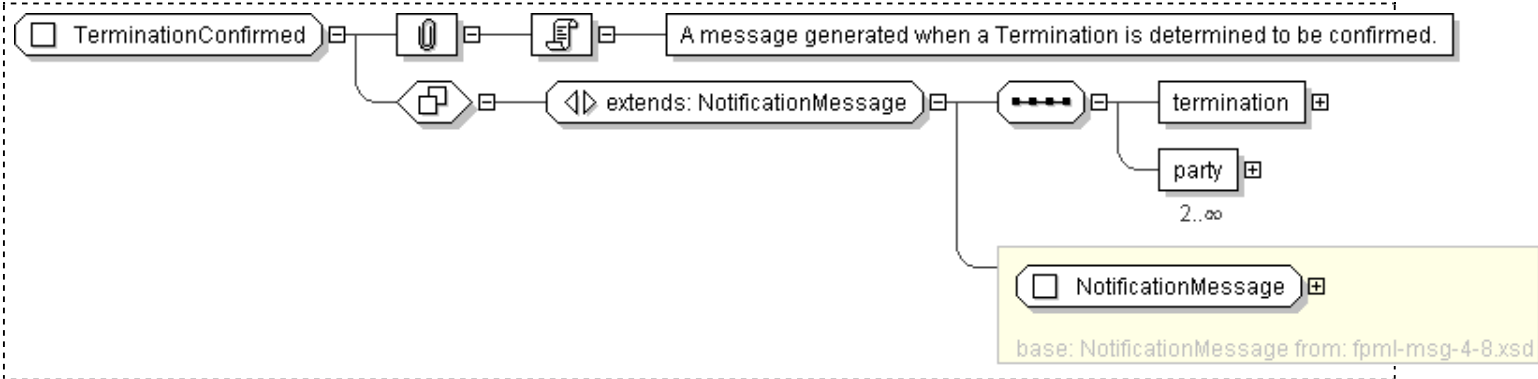 TerminationConfirmed
A message generated when a Termination is determined to be confirmed.
extends: NotificationMessage
termination
party
2..∞
NotificationMessage
base: NotificationMessage from: fpml-msg-4-8.xsd